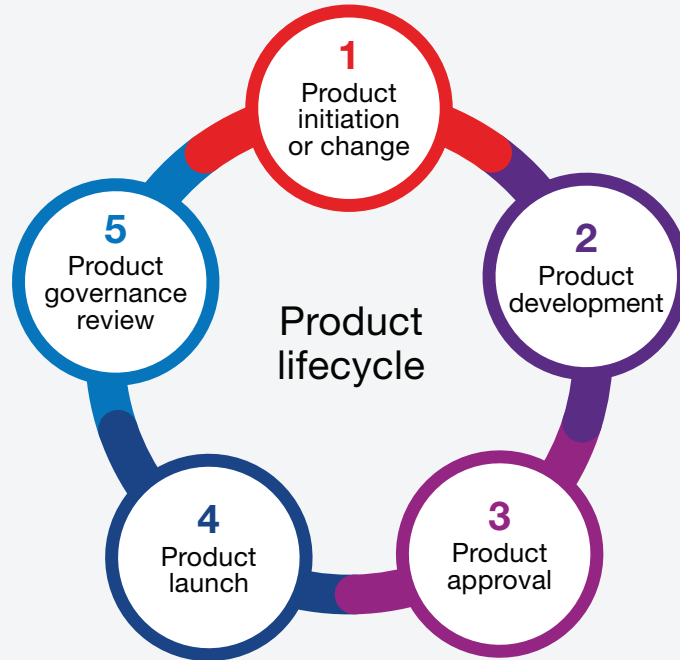 1
Product
initiation
or change
2
Product
development
3
Product
approval
4
Product
launch
5
Product
governance
review
Product
lifecycle